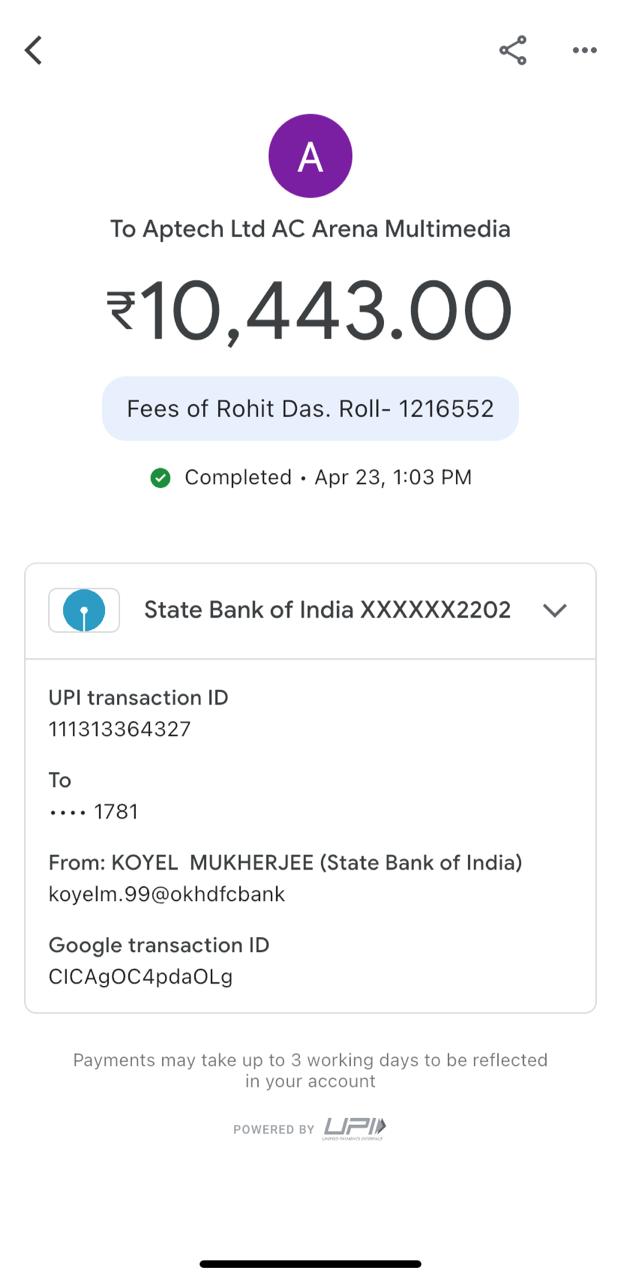 A
To Aptech Ltd AC Arena Multimedia
₹10,443.00
Fees of Rohit Das. Roll- 1216552
Completed • Apr 23, 1:03 PM
State Bank of India XXXXXX2202
UPI transaction ID
111313364327
To
•••• 1781
From: KOYEL  MUKHERJEE (State Bank of India)
koyelm.99@okhdfcbank
Google transaction ID
CICAgOC4pdaOLg
Payments may take up to 3 working days to be reflected
in your account
POWERED BY UPI
UNIFIED PAYMENTS INTERFACE